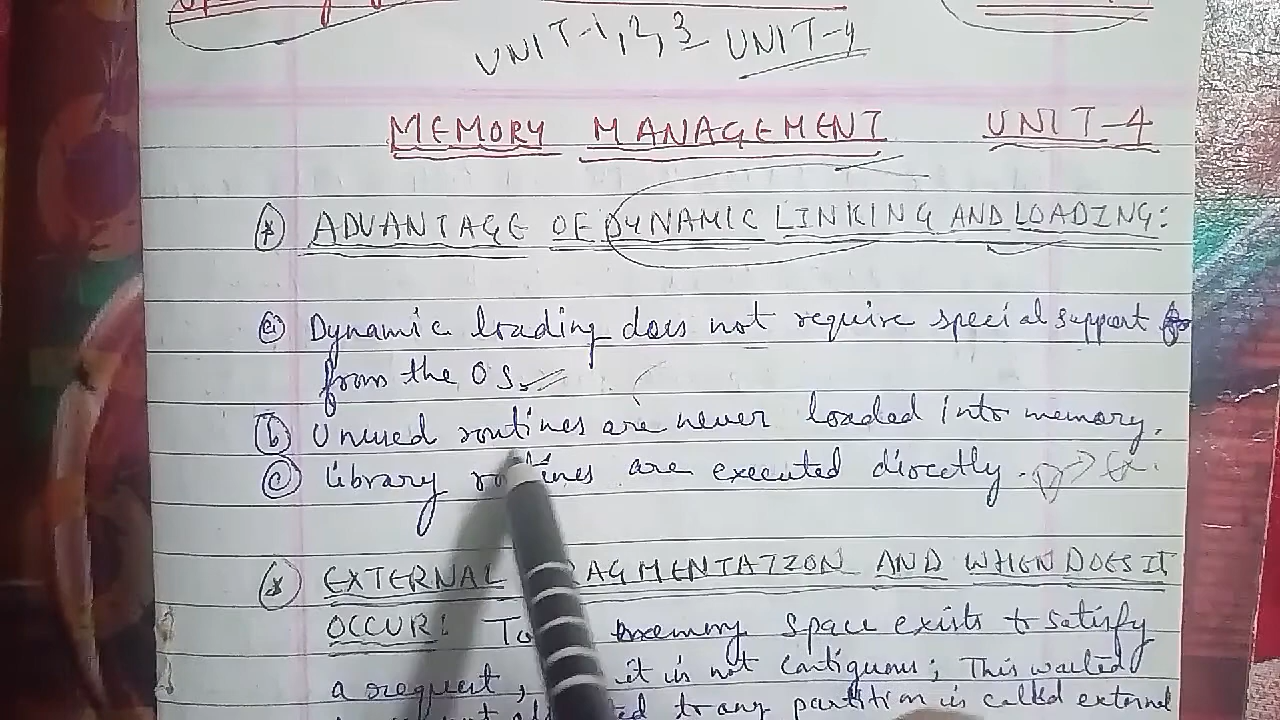 UNIT-1, 2, 3 UNIT-4
MEMORY MANAGEMENT UNIT-4
* ADVANTAGE OF DYNAMIC LINKING AND LOADING:
a Dynamic loading does not require special support
from the OS.
b Unused routines are never loaded into memory.
c Library routines are executed directly.
* EXTERNAL FRAGMENTATION AND WHEN DOES IT
OCCUR: memory space exists to satisfy
a request, it is not contiguous; This wasted
to any partition is called external